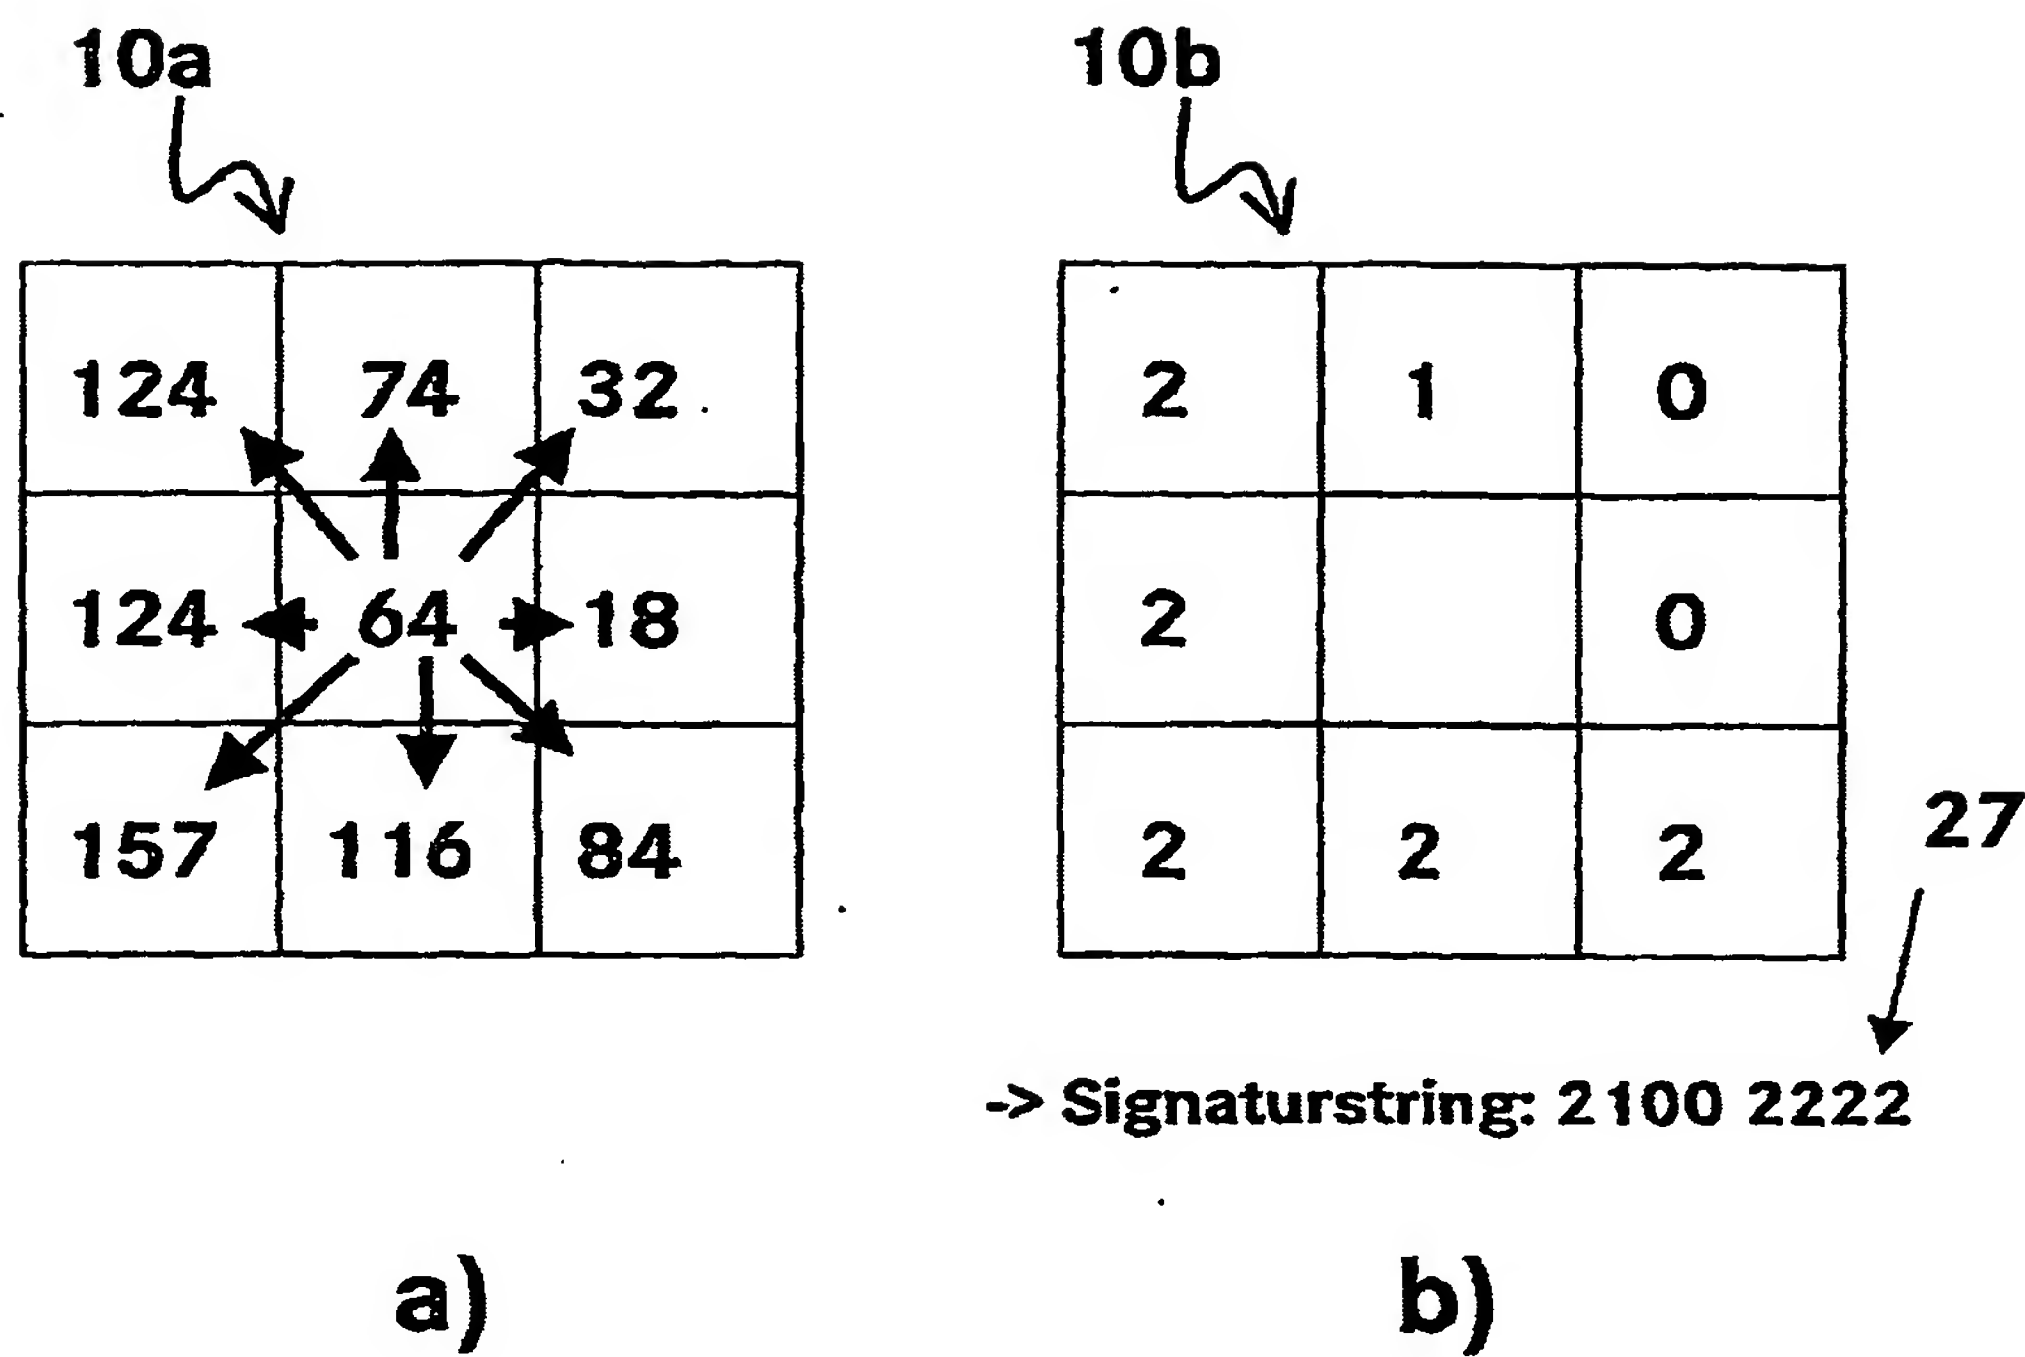 10a 10b
124 74 32 2 1 0
124 64 18 2 0
157 116 84 2 2 2
27
-> Signaturstring: 2100 2222
a) b)